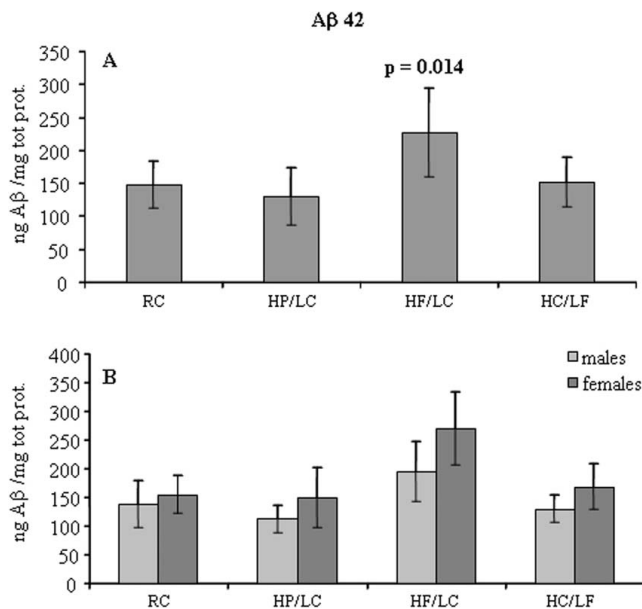 Aβ 42
A
p = 0.014
350
300
250
200
150
100
50
0
ng Aβ /mg tot prot.
RC HP/LC HF/LC HC/LF
B
males
females
400
350
300
250
200
150
100
50
0
ng Aβ /mg tot prot.
RC HP/LC HF/LC HC/LF